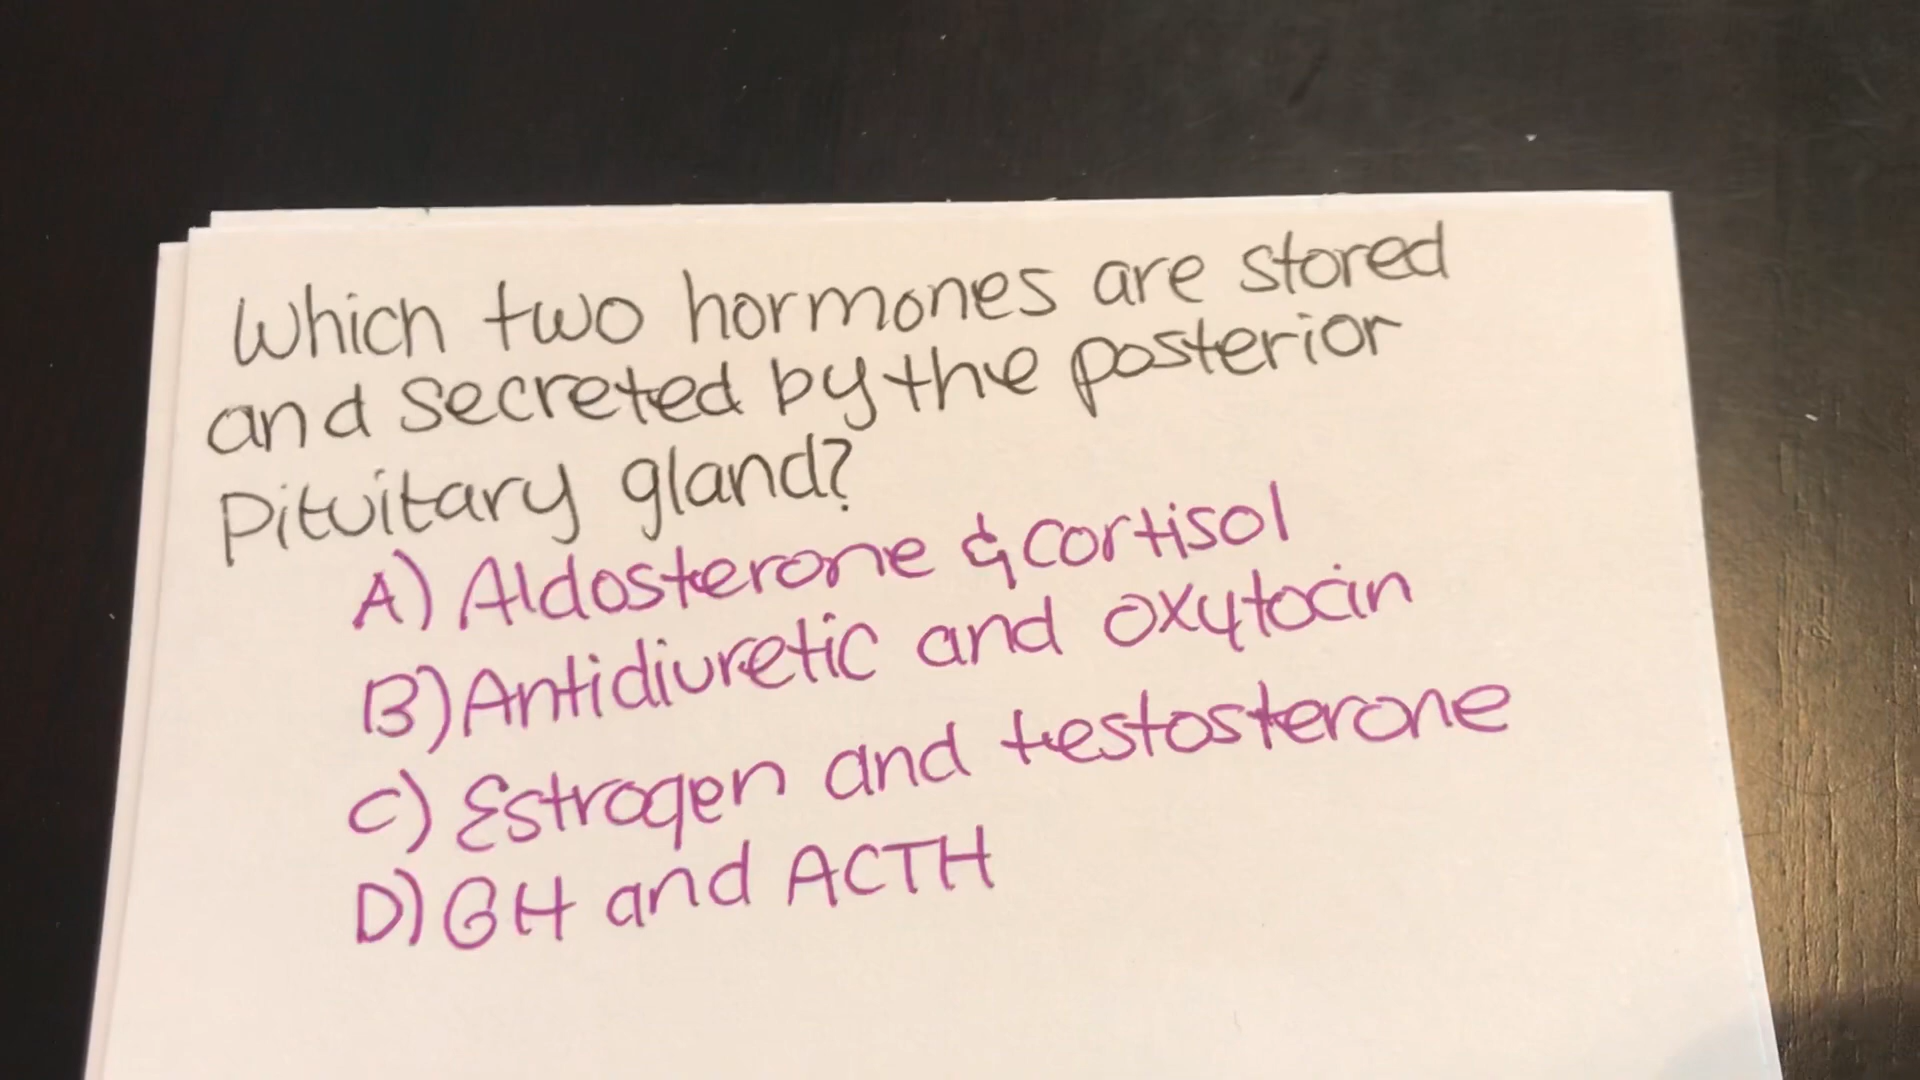 Which two hormones are stored
and secreted by the posterior
Pituitary gland?
A) Aldosterone & cortisol
B) Antidiuretic and oxytocin
C) Estrogen and testosterone
D) GH and ACTH